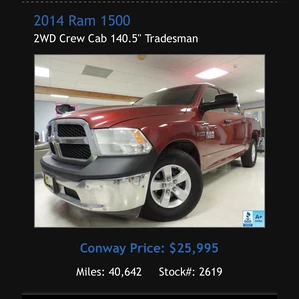 2014 Ram 1500
2WD Crew Cab 140.5" Tradesman
A+
Conway Price: $25,995
Miles: 40,642 Stock#: 2619